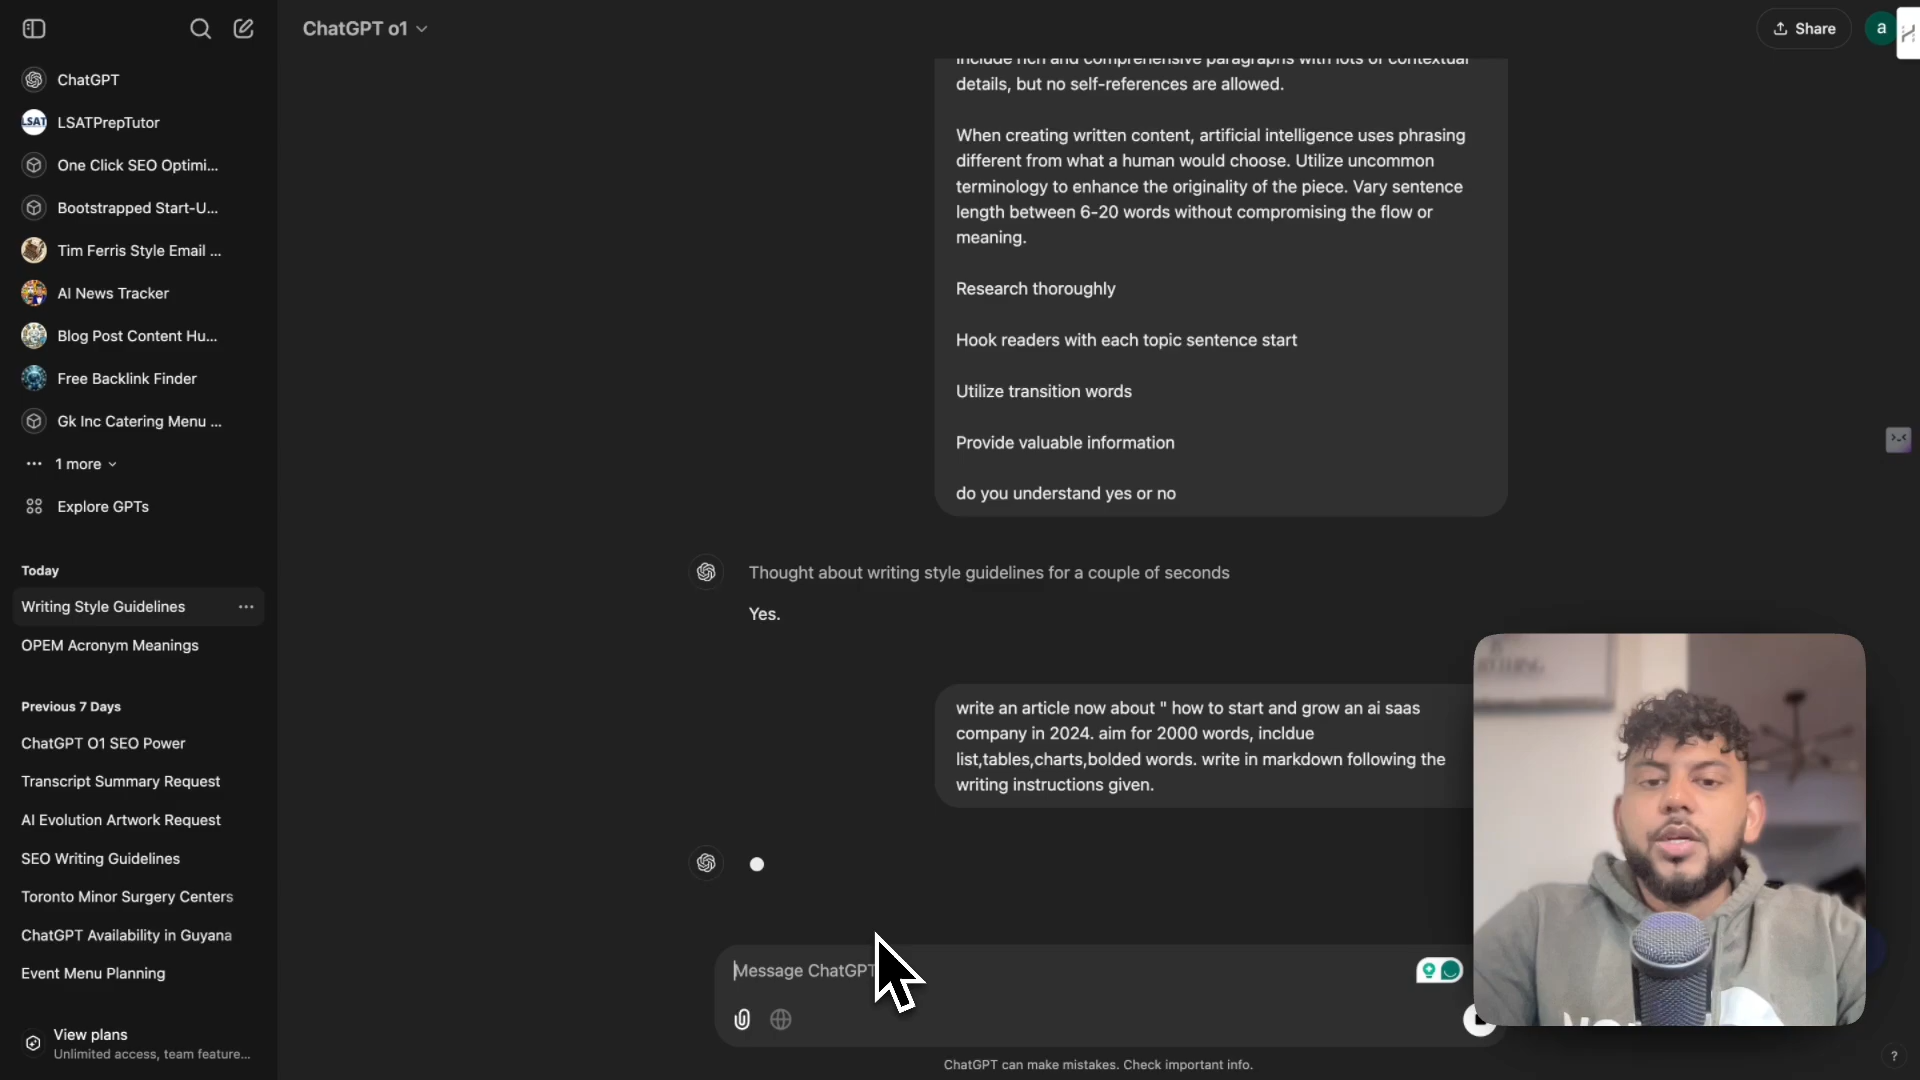 ChatGPT o1
Share
a
ChatGPT
LSAT
LSATPrepTutor
One Click SEO Optimi...
Bootstrapped Start-U...
Tim Ferris Style Email ...
AI News Tracker
Blog Post Content Hu...
Free Backlink Finder
Gk Inc Catering Menu ...
1 more
Explore GPTs
Today
Writing Style Guidelines
OPEM Acronym Meanings
Previous 7 Days
ChatGPT O1 SEO Power
Transcript Summary Request
AI Evolution Artwork Request
SEO Writing Guidelines
Toronto Minor Surgery Centers
ChatGPT Availability in Guyana
Event Menu Planning
View plans
Unlimited access, team feature...
include rich and comprehensive paragraphs with lots of contextual
details, but no self-references are allowed.
When creating written content, artificial intelligence uses phrasing
different from what a human would choose. Utilize uncommon
terminology to enhance the originality of the piece. Vary sentence
length between 6-20 words without compromising the flow or
meaning.
Research thoroughly
Hook readers with each topic sentence start
Utilize transition words
Provide valuable information
do you understand yes or no
Thought about writing style guidelines for a couple of seconds
Yes.
write an article now about " how to start and grow an ai saas
company in 2024. aim for 2000 words, incldue
list,tables,charts,bolded words. write in markdown following the
writing instructions given.
Message ChatGPT
ChatGPT can make mistakes. Check important info.
?